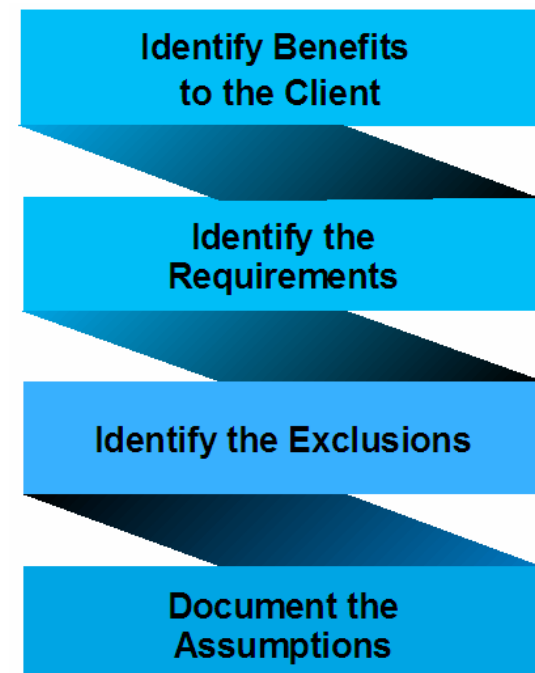 Identify Benefits
to the Client
Identify the
Requirements
Identify the Exclusions
Document the
Assumptions